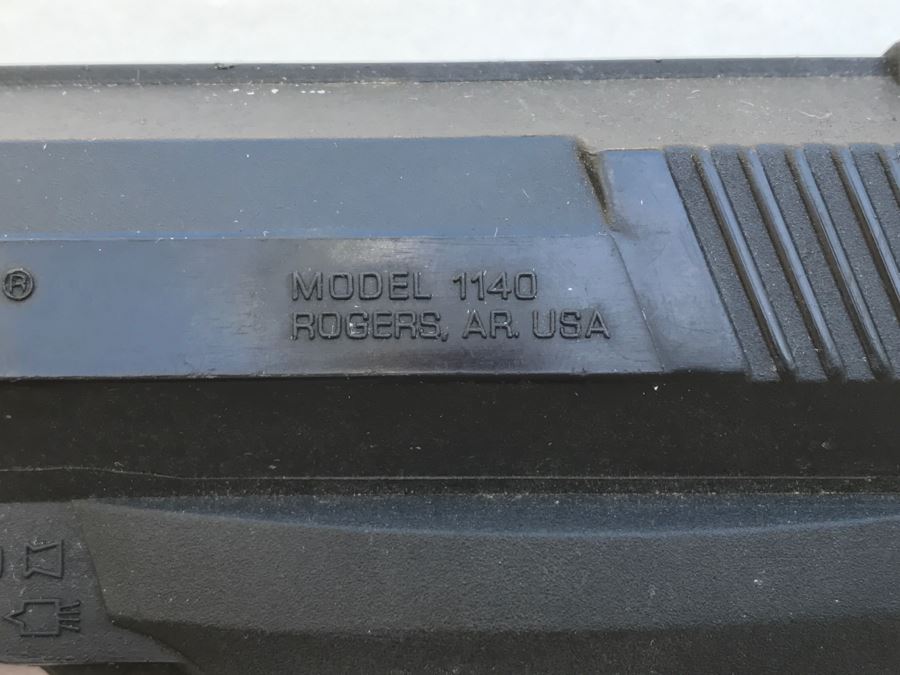 ®
MODEL 1140
ROGERS, AR. USA